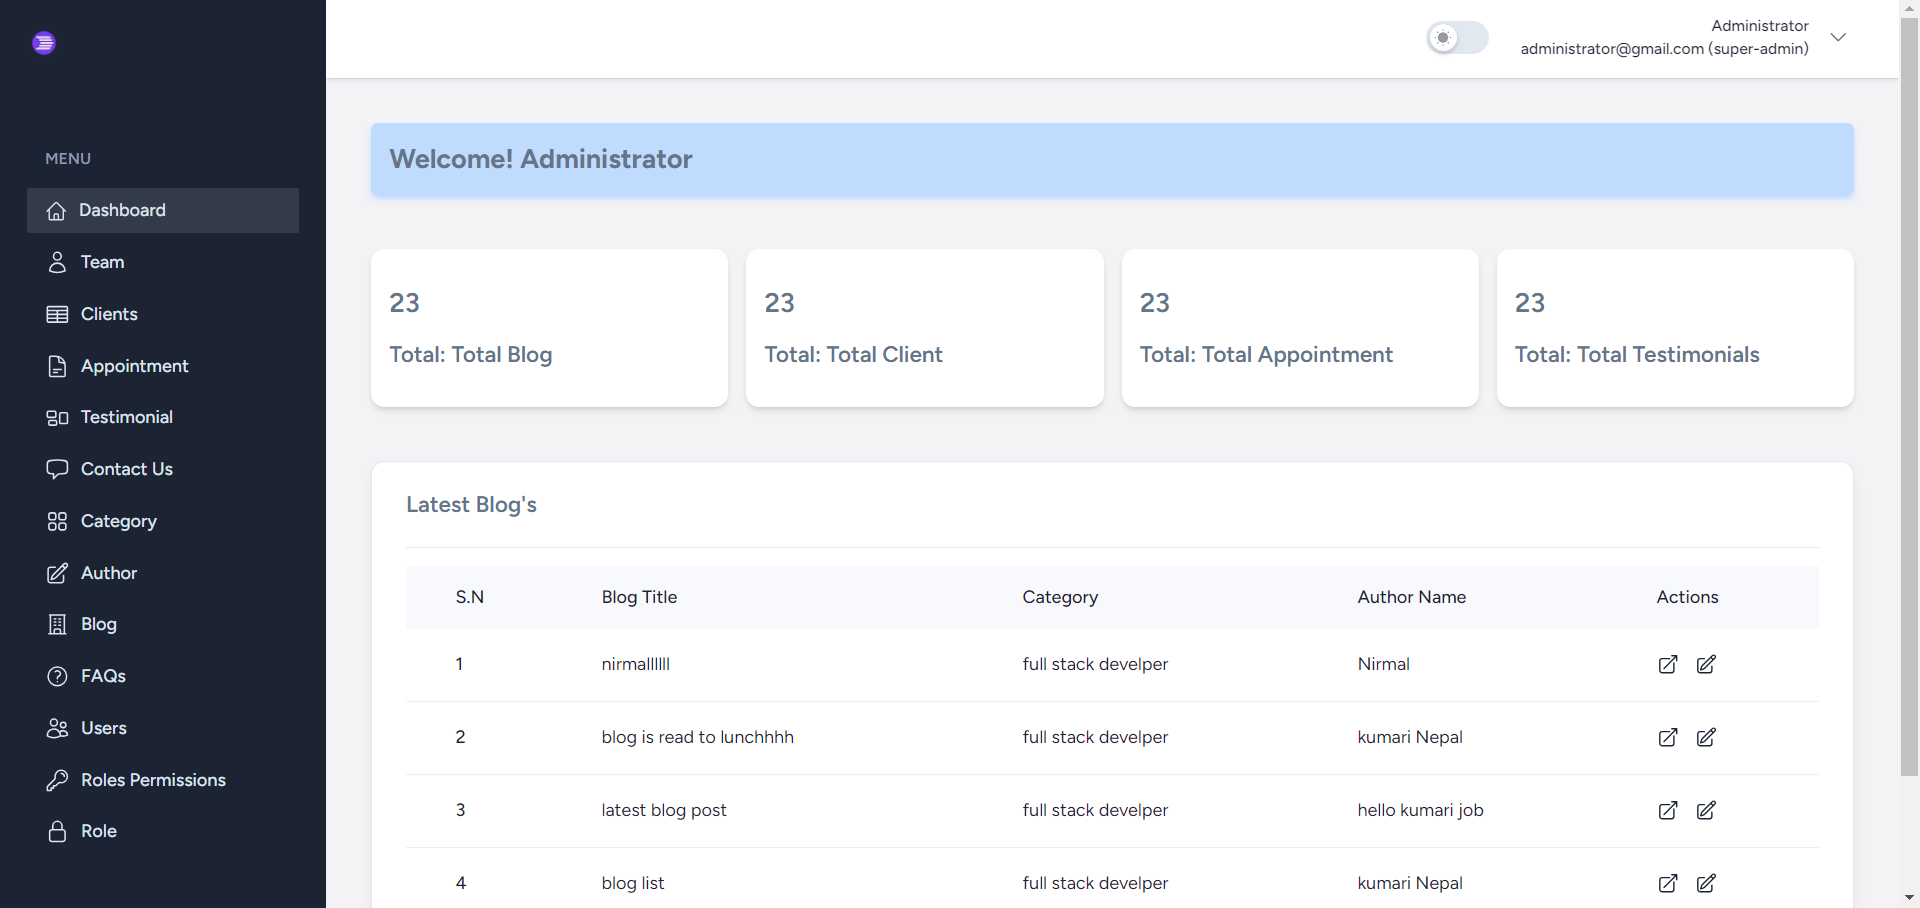 Administrator
administrator@gmail.com (super-admin)
MENU
Dashboard
Team
Clients
Appointment
Testimonial
Contact Us
Category
Author
Blog
FAQs
Users
Roles Permissions
Role
Welcome! Administrator
23
Total: Total Blog
23
Total: Total Client
23
Total: Total Appointment
23
Total: Total Testimonials
Latest Blog's
S.N Blog Title Category Author Name Actions
1 nirmallllll full stack develper Nirmal
2 blog is read to lunchhhh full stack develper kumari Nepal
3 latest blog post full stack develper hello kumari job
4 blog list full stack develper kumari Nepal